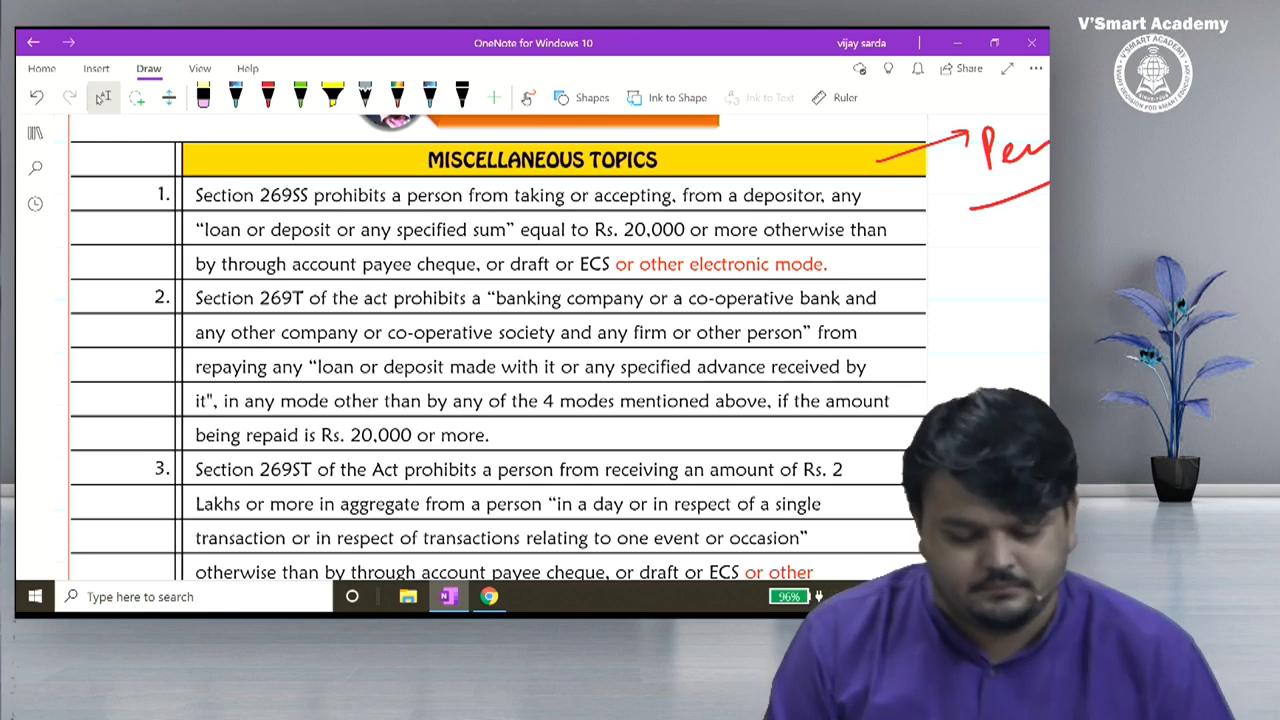 V'Smart Academy
OneNote for Windows 10
vijay sarda
Home
Insert
Draw
View
Help
Share
Shapes
Ink to Shape
Ink to Text
Ruler
MISCELLANEOUS TOPICS
1. Section 269SS prohibits a person from taking or accepting, from a depositor, any
“loan or deposit or any specified sum” equal to Rs. 20,000 or more otherwise than
by through account payee cheque, or draft or ECS or other electronic mode.
2. Section 269T of the act prohibits a “banking company or a co-operative bank and
any other company or co-operative society and any firm or other person” from
repaying any “loan or deposit made with it or any specified advance received by
it", in any mode other than by any of the 4 modes mentioned above, if the amount
being repaid is Rs. 20,000 or more.
3. Section 269ST of the Act prohibits a person from receiving an amount of Rs. 2
Lakhs or more in aggregate from a person “in a day or in respect of a single
transaction or in respect of transactions relating to one event or occasion”
otherwise than by through account payee cheque, or draft or ECS or other
Type here to search
96%